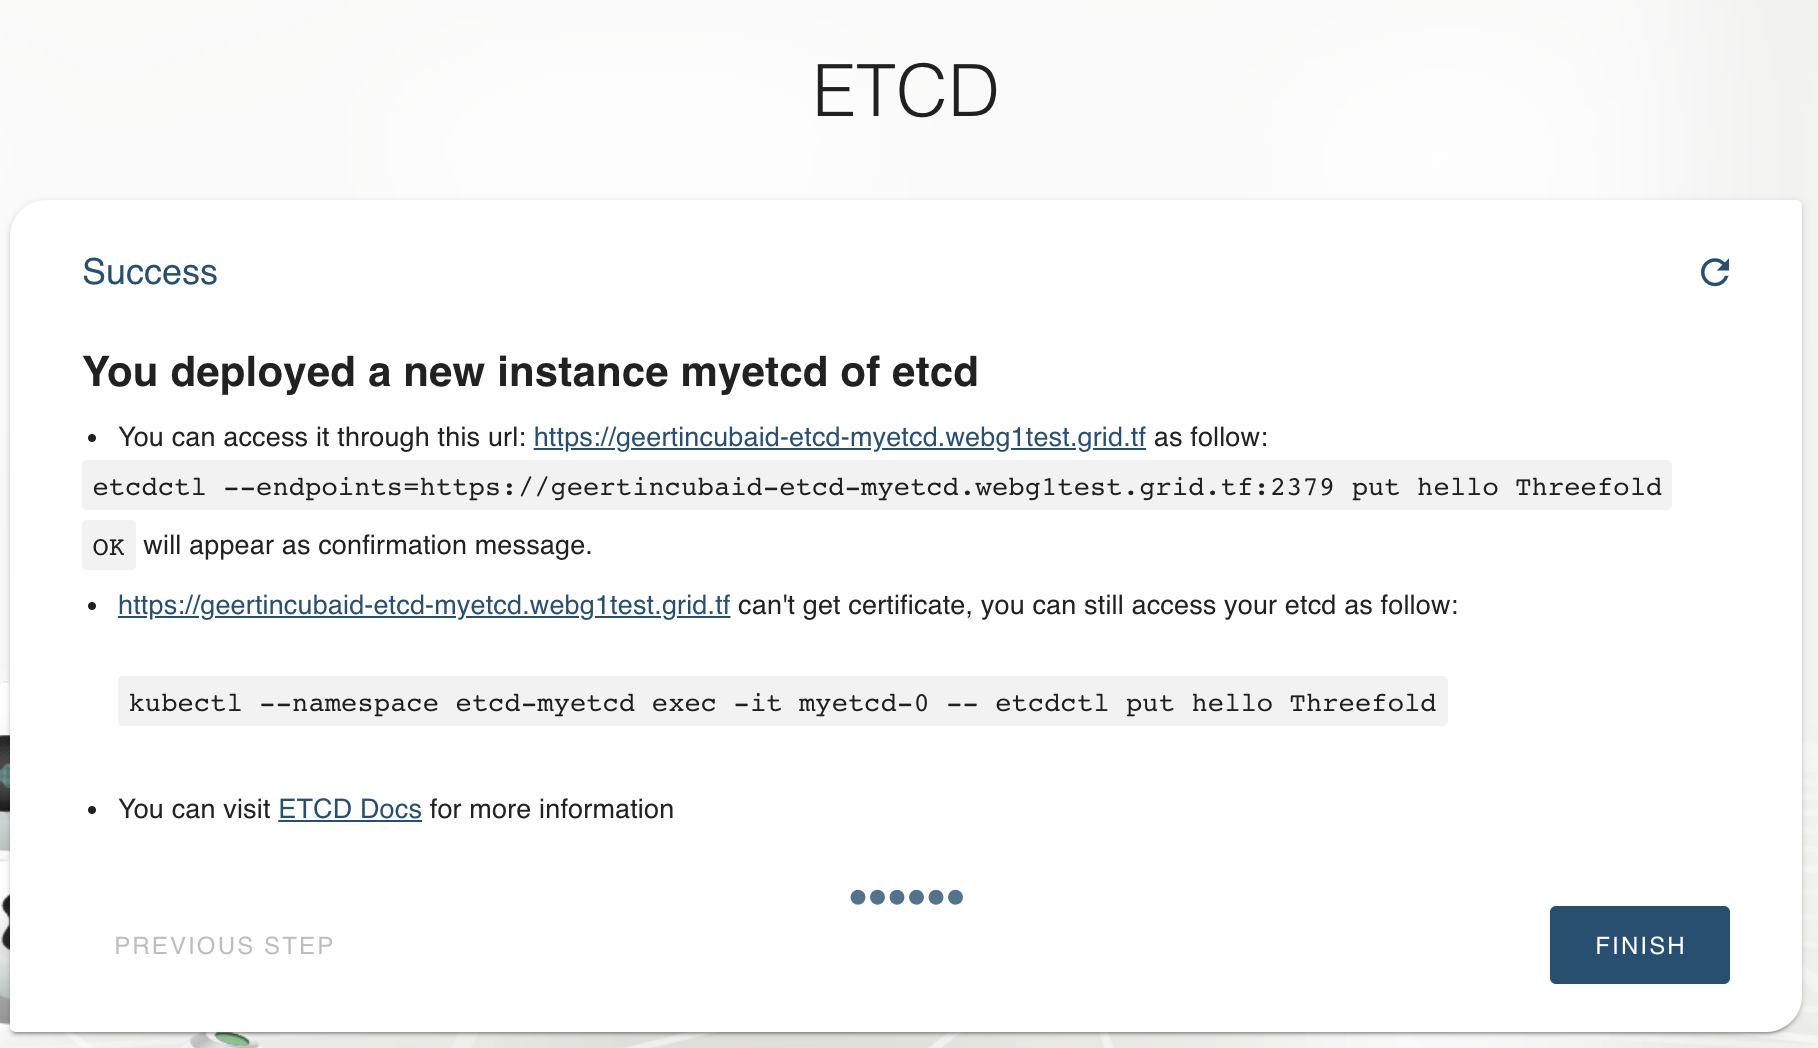 ETCD
Success
You deployed a new instance myetcd of etcd
• You can access it through this url: https://geertincubaid-etcd-myetcd.webg1test.grid.tf as follow:
etcdctl --endpoints=https://geertincubaid-etcd-myetcd.webg1test.grid.tf:2379 put hello Threefold
OK will appear as confirmation message.
• https://geertincubaid-etcd-myetcd.webg1test.grid.tf can't get certificate, you can still access your etcd as follow:
kubectl --namespace etcd-myetcd exec -it myetcd-0 -- etcdctl put hello Threefold
• You can visit ETCD Docs for more information
PREVIOUS STEP
FINISH